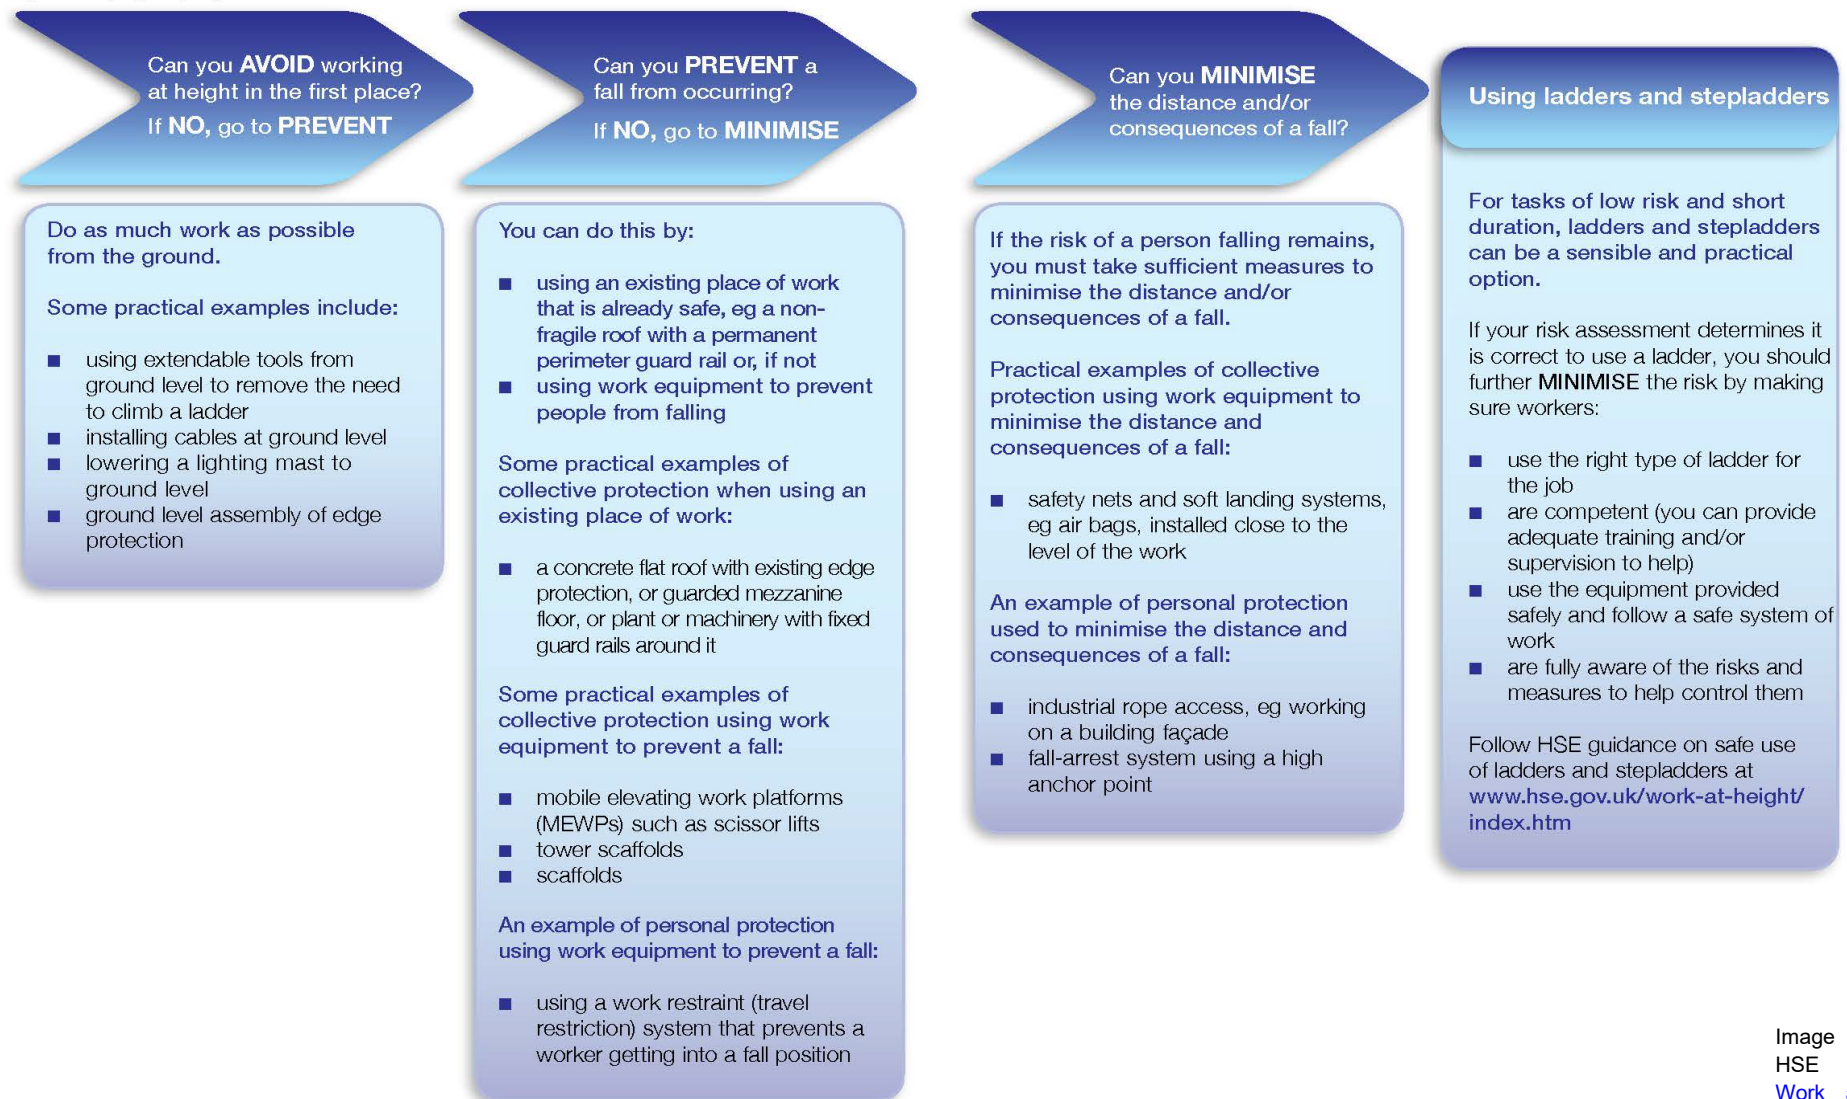 Can you AVOID working
at height in the first place?
If NO, go to PREVENT
Do as much work as possible
from the ground.
Some practical examples include:
■ using extendable tools from
ground level to remove the need
to climb a ladder
■ installing cables at ground level
■ lowering a lighting mast to
ground level
■ ground level assembly of edge
protection
Can you PREVENT a
fall from occurring?
If NO, go to MINIMISE
You can do this by:
■ using an existing place of work
that is already safe, eg a non-
fragile roof with a permanent
perimeter guard rail or, if not
■ using work equipment to prevent
people from falling
Some practical examples of
collective protection when using an
existing place of work:
■ a concrete flat roof with existing edge
protection, or guarded mezzanine
floor, or plant or machinery with fixed
guard rails around it
Some practical examples of
collective protection using work
equipment to prevent a fall:
■ mobile elevating work platforms
(MEWPs) such as scissor lifts
■ tower scaffolds
■ scaffolds
An example of personal protection
using work equipment to prevent a fall:
■ using a work restraint (travel
restriction) system that prevents a
worker getting into a fall position
Can you MINIMISE
the distance and/or
consequences of a fall?
If the risk of a person falling remains,
you must take sufficient measures to
minimise the distance and/or
consequences of a fall.
Practical examples of collective
protection using work equipment to
minimise the distance and
consequences of a fall:
■ safety nets and soft landing systems,
eg air bags, installed close to the
level of the work
An example of personal protection
used to minimise the distance and
consequences of a fall:
■ industrial rope access, eg working
on a building façade
■ fall-arrest system using a high
anchor point
Using ladders and stepladders
For tasks of low risk and short
duration, ladders and stepladders
can be a sensible and practical
option.
If your risk assessment determines it
is correct to use a ladder, you should
further MINIMISE the risk by making
sure workers:
■ use the right type of ladder for
the job
■ are competent (you can provide
adequate training and/or
supervision to help)
■ use the equipment provided
safely and follow a safe system of
work
■ are fully aware of the risks and
measures to help control them
Follow HSE guidance on safe use
of ladders and stepladders at
www.hse.gov.uk/work-at-height/
index.htm
Image
HSE
Work